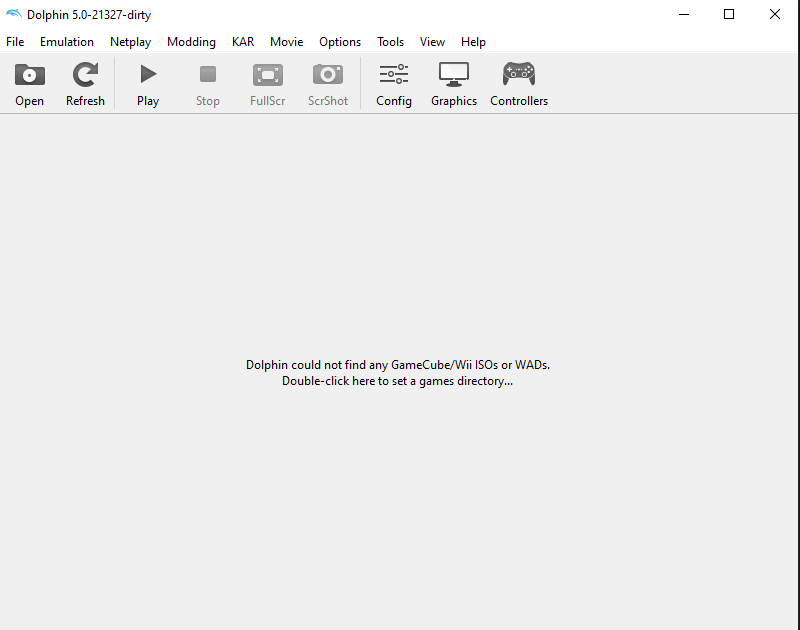 Dolphin 5.0-21327-dirty
File Emulation Netplay Modding KAR Movie Options Tools View Help
Open Refresh Play Stop FullScr ScrShot Config Graphics Controllers
Dolphin could not find any GameCube/Wii ISOs or WADs.
Double-click here to set a games directory...